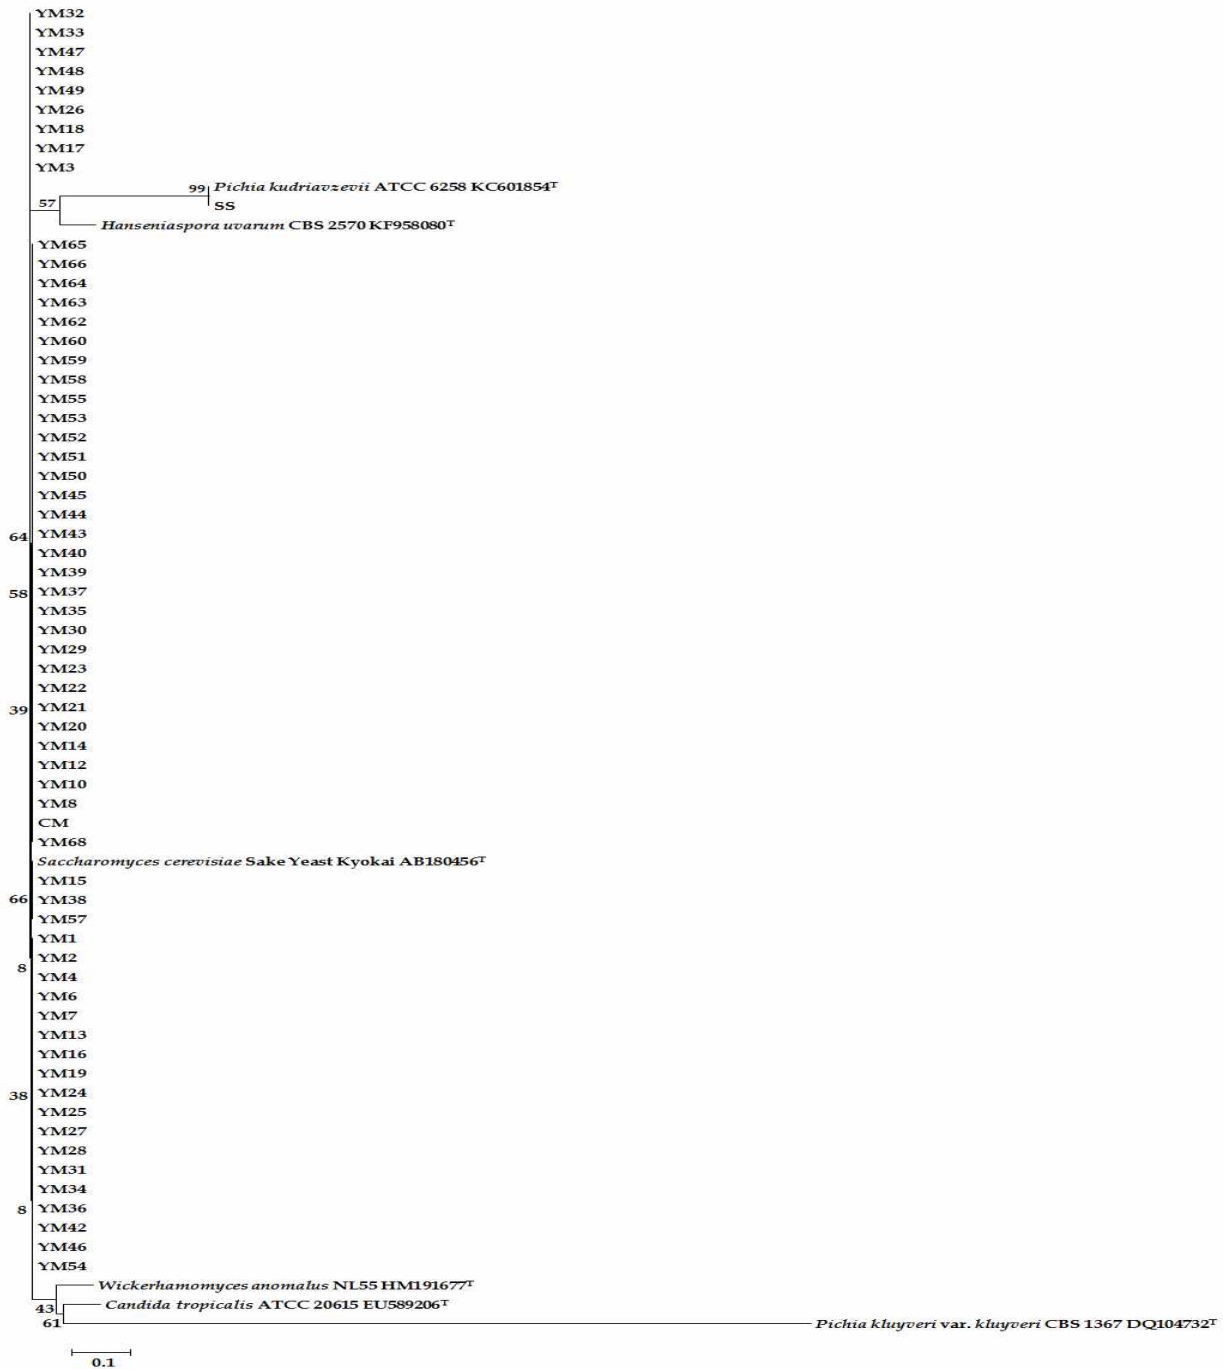 YM32
YM33
YM47
YM48
YM49
YM26
YM18
YM17
YM3
99 Pichia kudriavzevii ATCC 6258 KC601854ᵀ
57 SS
Hanseniaspora uvarum CBS 2570 KF958080ᵀ
YM65
YM66
YM64
YM63
YM62
YM60
YM59
YM58
YM55
YM53
YM52
YM51
YM50
YM45
YM44
YM43
64
YM40
YM39
YM37
58
YM35
YM30
YM29
YM23
YM22
YM21
39
YM20
YM14
YM12
YM10
YM8
CM
YM68
Saccharomyces cerevisiae Sake Yeast Kyokai AB180456ᵀ
YM15
YM38
66
YM57
YM1
YM2
8
YM4
YM6
YM7
YM13
YM16
YM19
YM24
38
YM25
YM27
YM28
YM31
YM34
YM36
8
YM42
YM46
YM54
Wickerhamomyces anomalus NL55 HM191677ᵀ
43 Candida tropicalis ATCC 20615 EU589206ᵀ
61 Pichia kluyveri var. kluyveri CBS 1367 DQ104732ᵀ
0.1